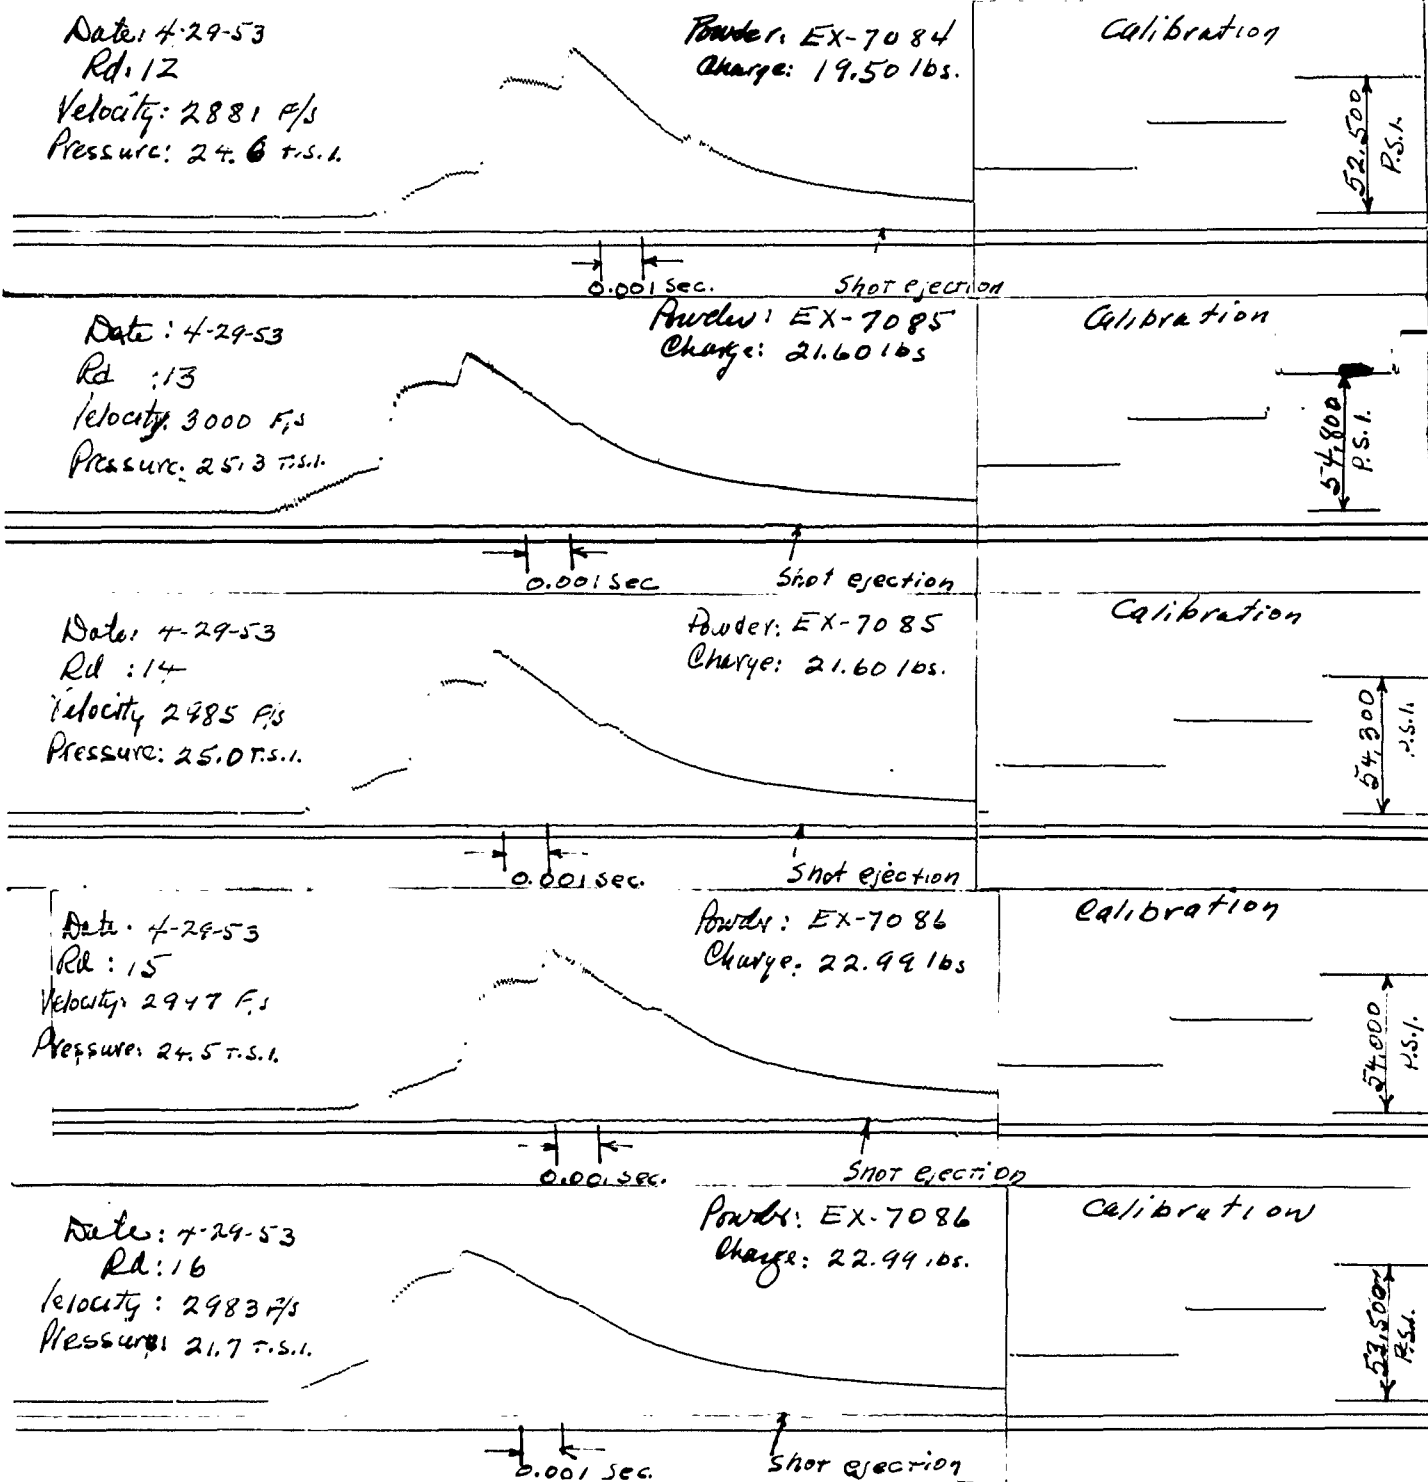 Date: 4-29-53
Rd: 12
Velocity: 2881 F/s
Pressure: 24.6 T.S.I.
Powder: EX-7084
Charge: 19.50 lbs.
Calibration
52,500
P.S.I.
0.001 Sec.
Shot ejection
Date: 4-29-53
Rd :13
Velocity: 3000 F/s
Pressure: 25.3 T.S.I.
Powder: EX-7085
Charge: 21.60 lbs
Calibration
54,800
P.S.I.
0.001 Sec
Shot ejection
Date: 4-29-53
Rd :14
Velocity 2985 F/s
Pressure: 25.0 T.S.I.
Powder: EX-7085
Charge: 21.60 lbs.
Calibration
54,300
P.S.I.
0.001 Sec.
Shot ejection
Date: 4-29-53
Rd: 15
Velocity: 2947 F/s
Pressure: 24.5 T.S.I.
Powder: EX-7086
Charge: 22.99 lbs
Calibration
54,000
P.S.I.
0.001 Sec.
Shot ejection
Date: 4-29-53
Rd: 16
Velocity: 2983 F/s
Pressure: 21.7 T.S.I.
Powder: EX-7086
Charge: 22.99 lbs.
Calibration
53,500
P.S.I.
0.001 Sec.
Shot ejection